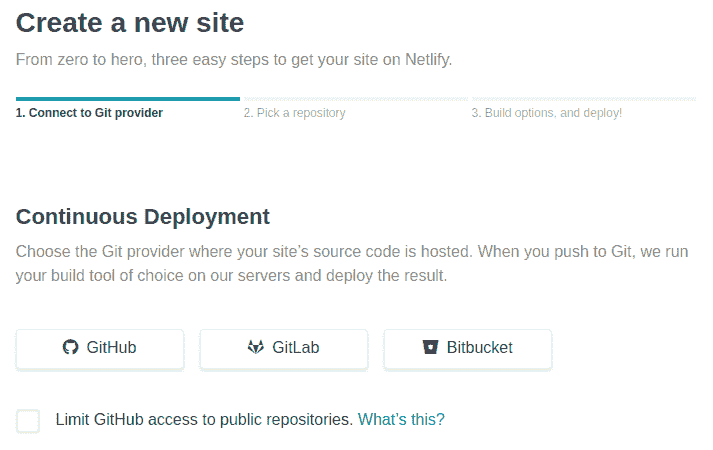 Create a new site
From zero to hero, three easy steps to get your site on Netlify.
1. Connect to Git provider
2. Pick a repository
3. Build options, and deploy!
Continuous Deployment
Choose the Git provider where your site’s source code is hosted. When you push to Git, we run
your build tool of choice on our servers and deploy the result.
GitHub
GitLab
Bitbucket
Limit GitHub access to public repositories. What’s this?